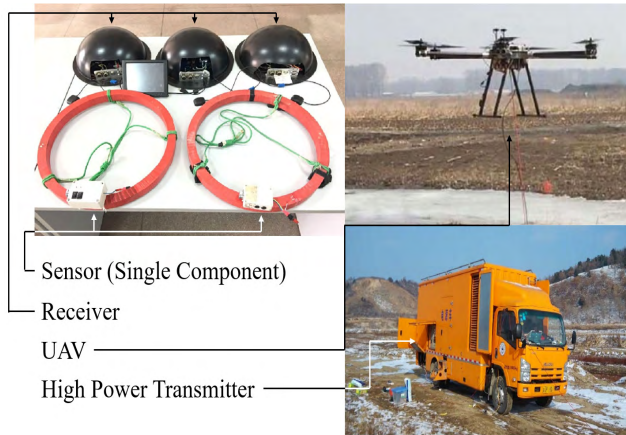 Sensor (Single Component)
Receiver
UAV
High Power Transmitter